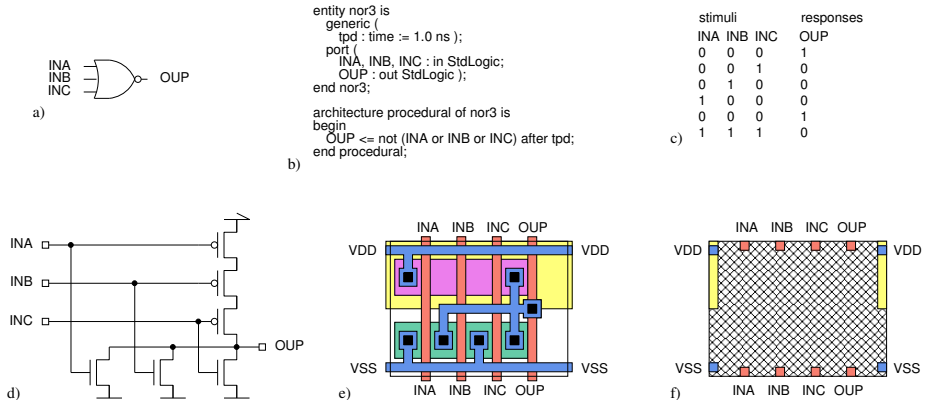 INA
INB
INC
OUP
a)
entity nor3 is
generic (
tpd : time := 1.0 ns );
port (
INA, INB, INC : in StdLogic;
OUP : out StdLogic );
end nor3;
architecture procedural of nor3 is
begin
OUP <= not (INA or INB or INC) after tpd;
end procedural;
b)
stimuli responses
INA INB INC OUP
0 0 0 1
0 0 1 0
0 1 0 0
1 0 0 0
0 0 0 1
1 1 1 0
c)
INA
INB
INC
OUP
d)
INA INB INC OUP
VDD VDD
VSS VSS
INA INB INC OUP
e)
INA INB INC OUP
VDD VDD
VSS VSS
INA INB INC OUP
f)